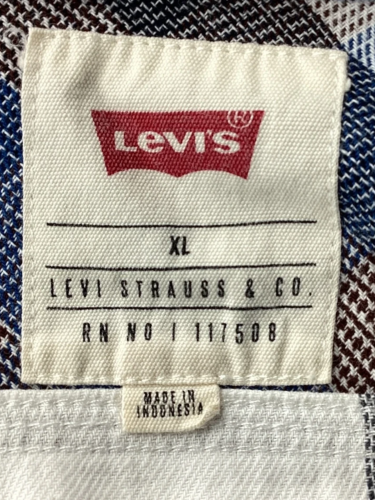 Levi's®
XL
LEVI STRAUSS & CO.
RN NO / 117508
MADE IN
INDONESIA